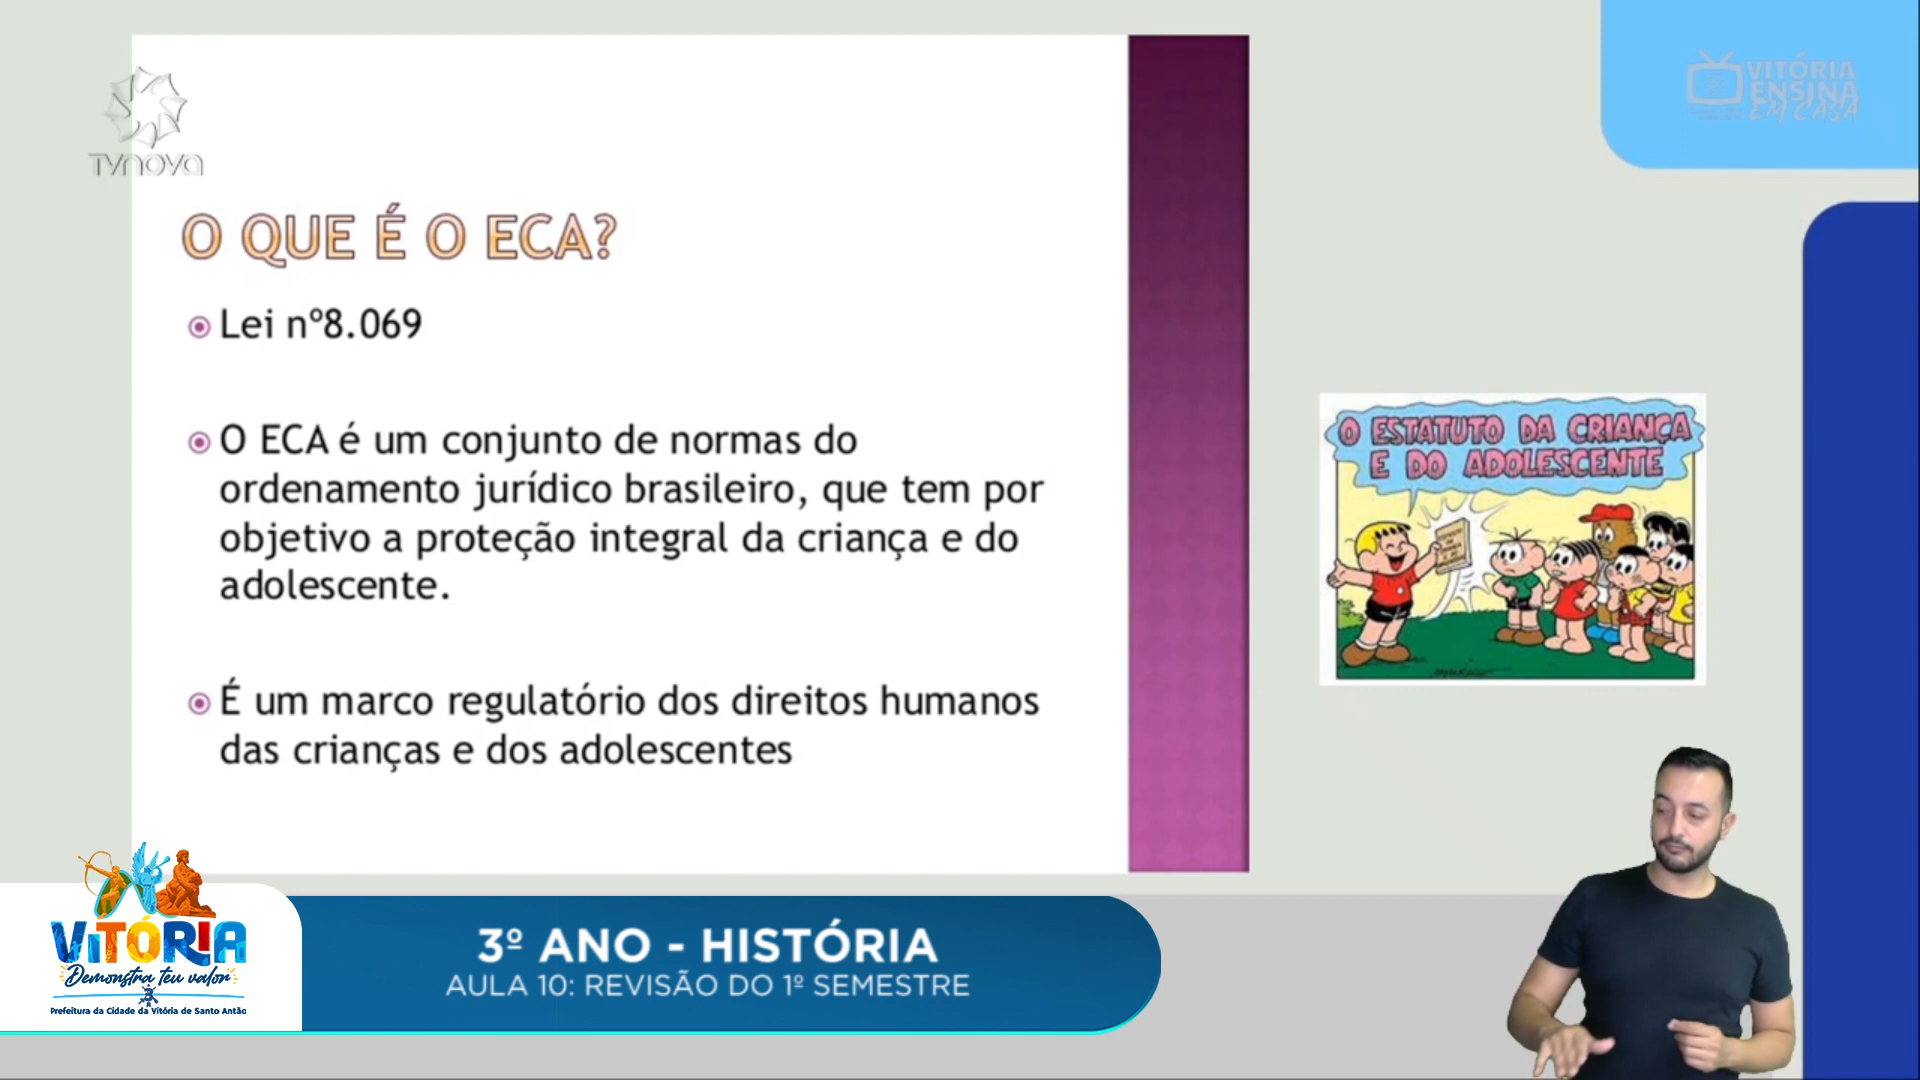 TVNOVA
VITÓRIA
ENSINA
EM CASA
O QUE É O ECA?
Lei nº8.069
O ECA é um conjunto de normas do
ordenamento jurídico brasileiro, que tem por
objetivo a proteção integral da criança e do
adolescente.
É um marco regulatório dos direitos humanos
das crianças e dos adolescentes
O ESTATUTO DA CRIANÇA
E DO ADOLESCENTE
VITÓRIA
Demonstra teu valor
Prefeitura da Cidade da Vitória de Santo Antão
3º ANO - HISTÓRIA
AULA 10: REVISÃO DO 1º SEMESTRE